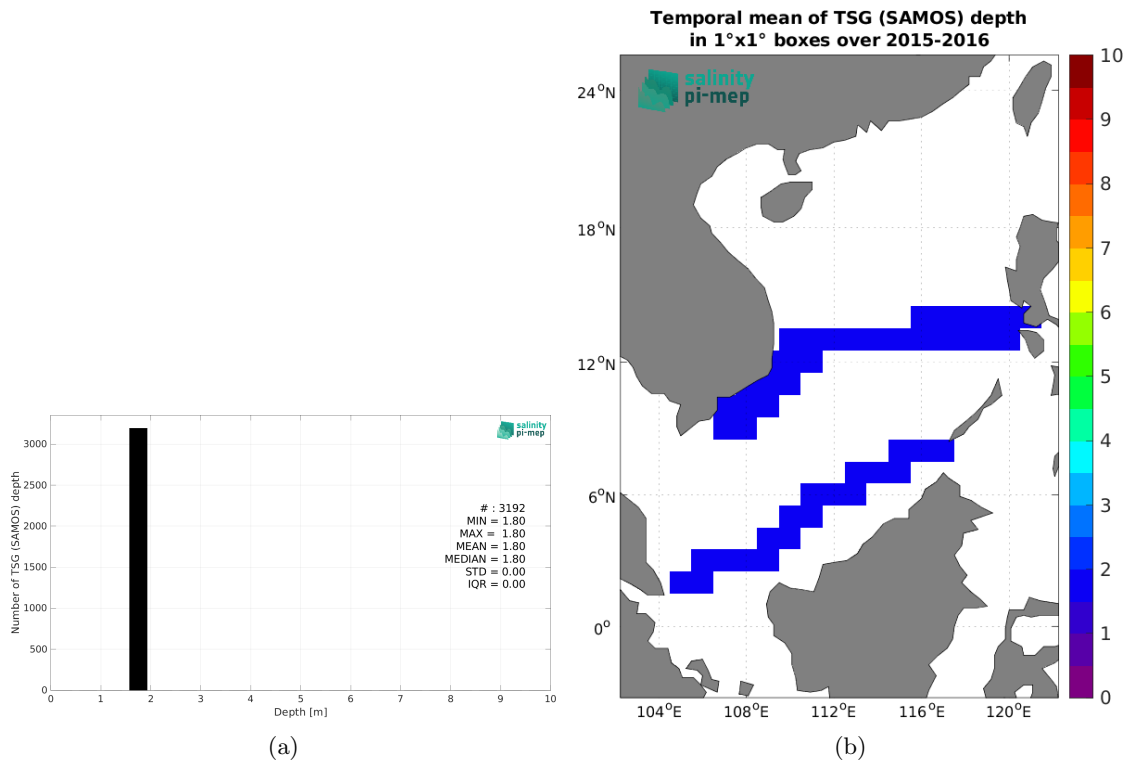 salinity
pi-mep
# : 3192
MIN = 1.80
MAX =  1.80
MEAN = 1.80
MEDIAN = 1.80
STD = 0.00
IQR = 0.00
Number of TSG (SAMOS) depth
3000
2500
2000
1500
1000
500
0
0 1 2 3 4 5 6 7 8 9 10
Depth [m]
(a)
Temporal mean of TSG (SAMOS) depth
in 1°x1° boxes over 2015-2016
salinity
pi-mep
24°N
18°N
12°N
6°N
0°
104°E 108°E 112°E 116°E 120°E
10
9
8
7
6
5
4
3
2
1
0
(b)